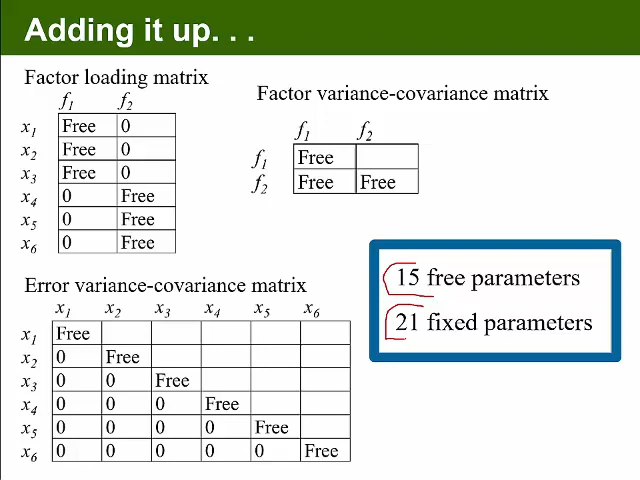 Adding it up. . .
Factor loading matrix
f1 f2
x1 Free 0
x2 Free 0
x3 Free 0
x4 0 Free
x5 0 Free
x6 0 Free
Factor variance-covariance matrix
f1 f2
f1 Free
f2 Free Free
15 free parameters
21 fixed parameters
Error variance-covariance matrix
x1 x2 x3 x4 x5 x6
x1 Free
x2 0 Free
x3 0 0 Free
x4 0 0 0 Free
x5 0 0 0 0 Free
x6 0 0 0 0 0 Free